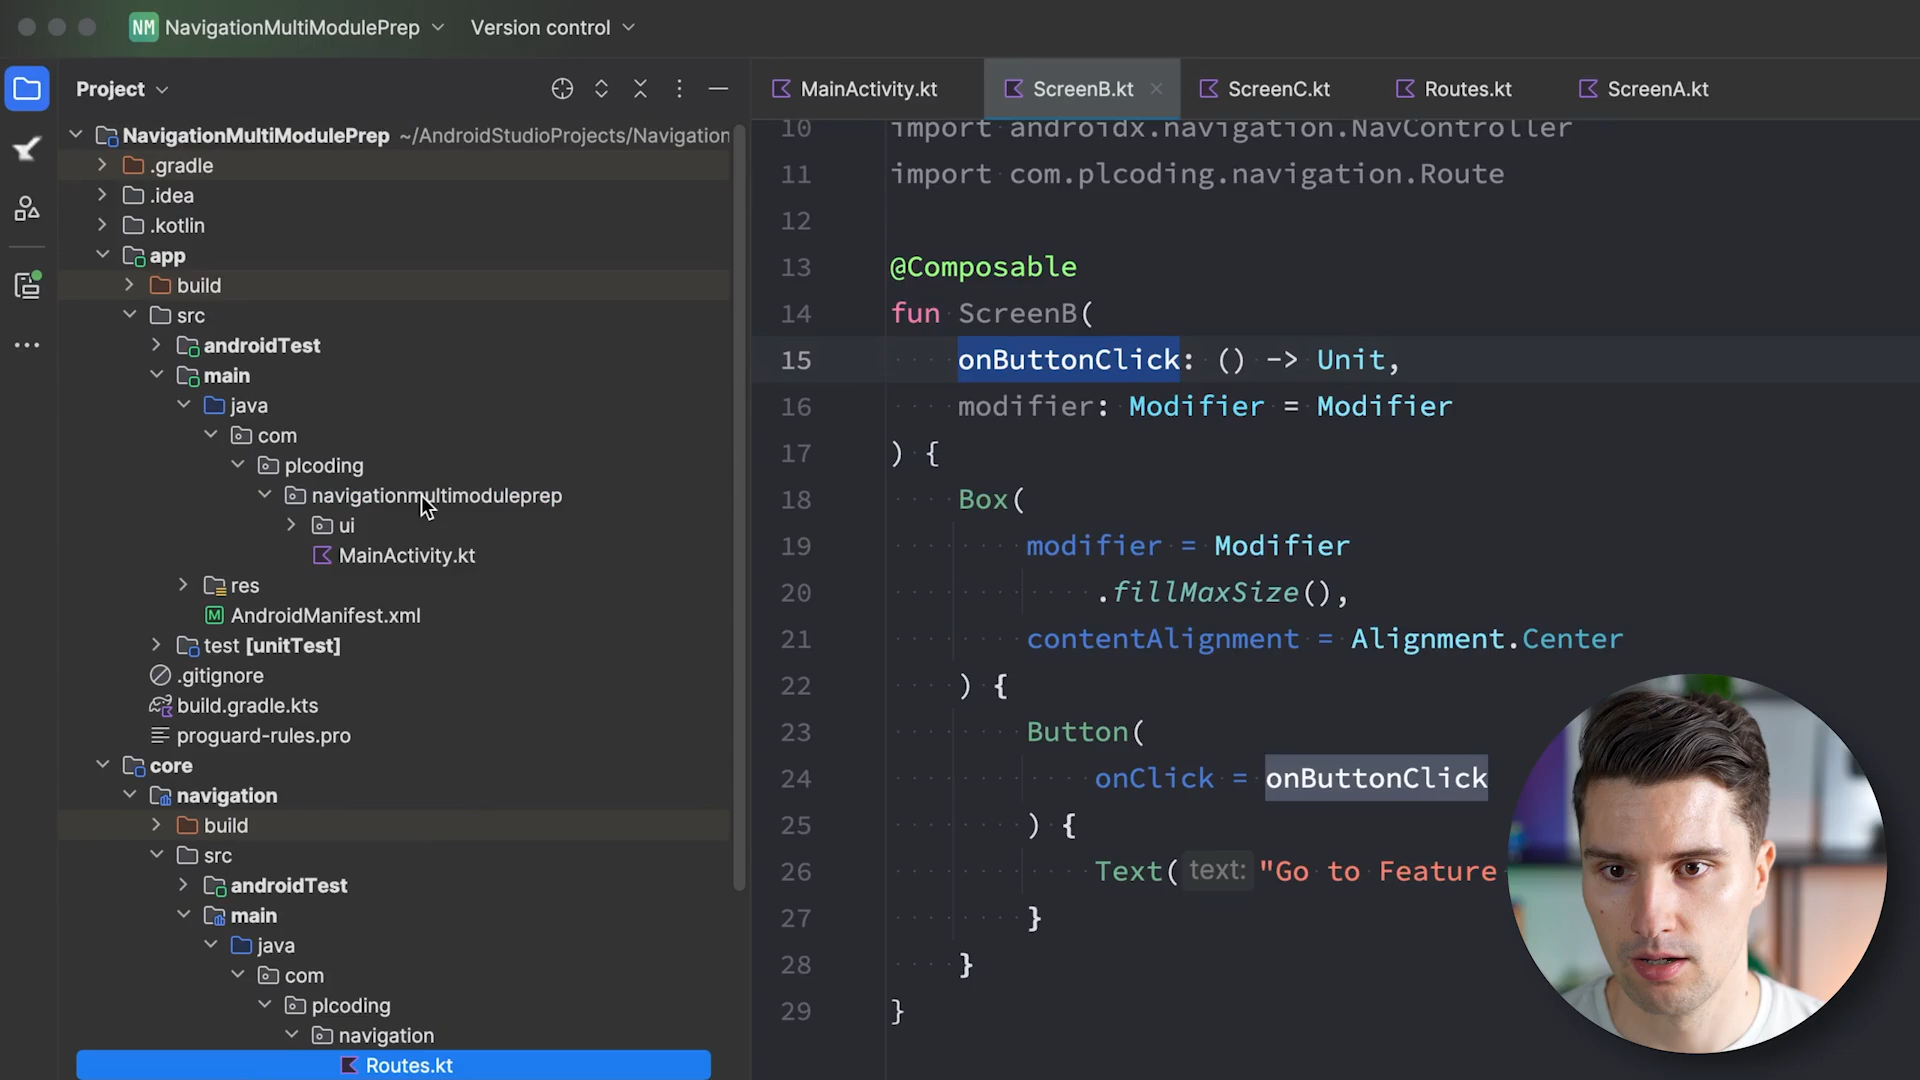 NM NavigationMultiModulePrep Version control
Project
MainActivity.kt ScreenB.kt ScreenC.kt Routes.kt ScreenA.kt
NavigationMultiModulePrep ~/AndroidStudioProjects/Navigation
.gradle
.idea
.kotlin
app
build
src
androidTest
main
java
com
plcoding
navigationmultimoduleprep
ui
MainActivity.kt
res
AndroidManifest.xml
test [unitTest]
.gitignore
build.gradle.kts
proguard-rules.pro
core
navigation
build
src
androidTest
main
java
com
plcoding
navigation
Routes.kt
10 import androidx.navigation.NavController
11 import com.plcoding.navigation.Route
12
13 @Composable
14 fun ScreenB(
15 onButtonClick: () -> Unit,
16 modifier: Modifier = Modifier
17 ) {
18 Box(
19 modifier = Modifier
20 .fillMaxSize(),
21 contentAlignment = Alignment.Center
22 ) {
23 Button(
24 onClick = onButtonClick
25 ) {
26 Text( text: "Go to Feature
27 }
28 }
29 }